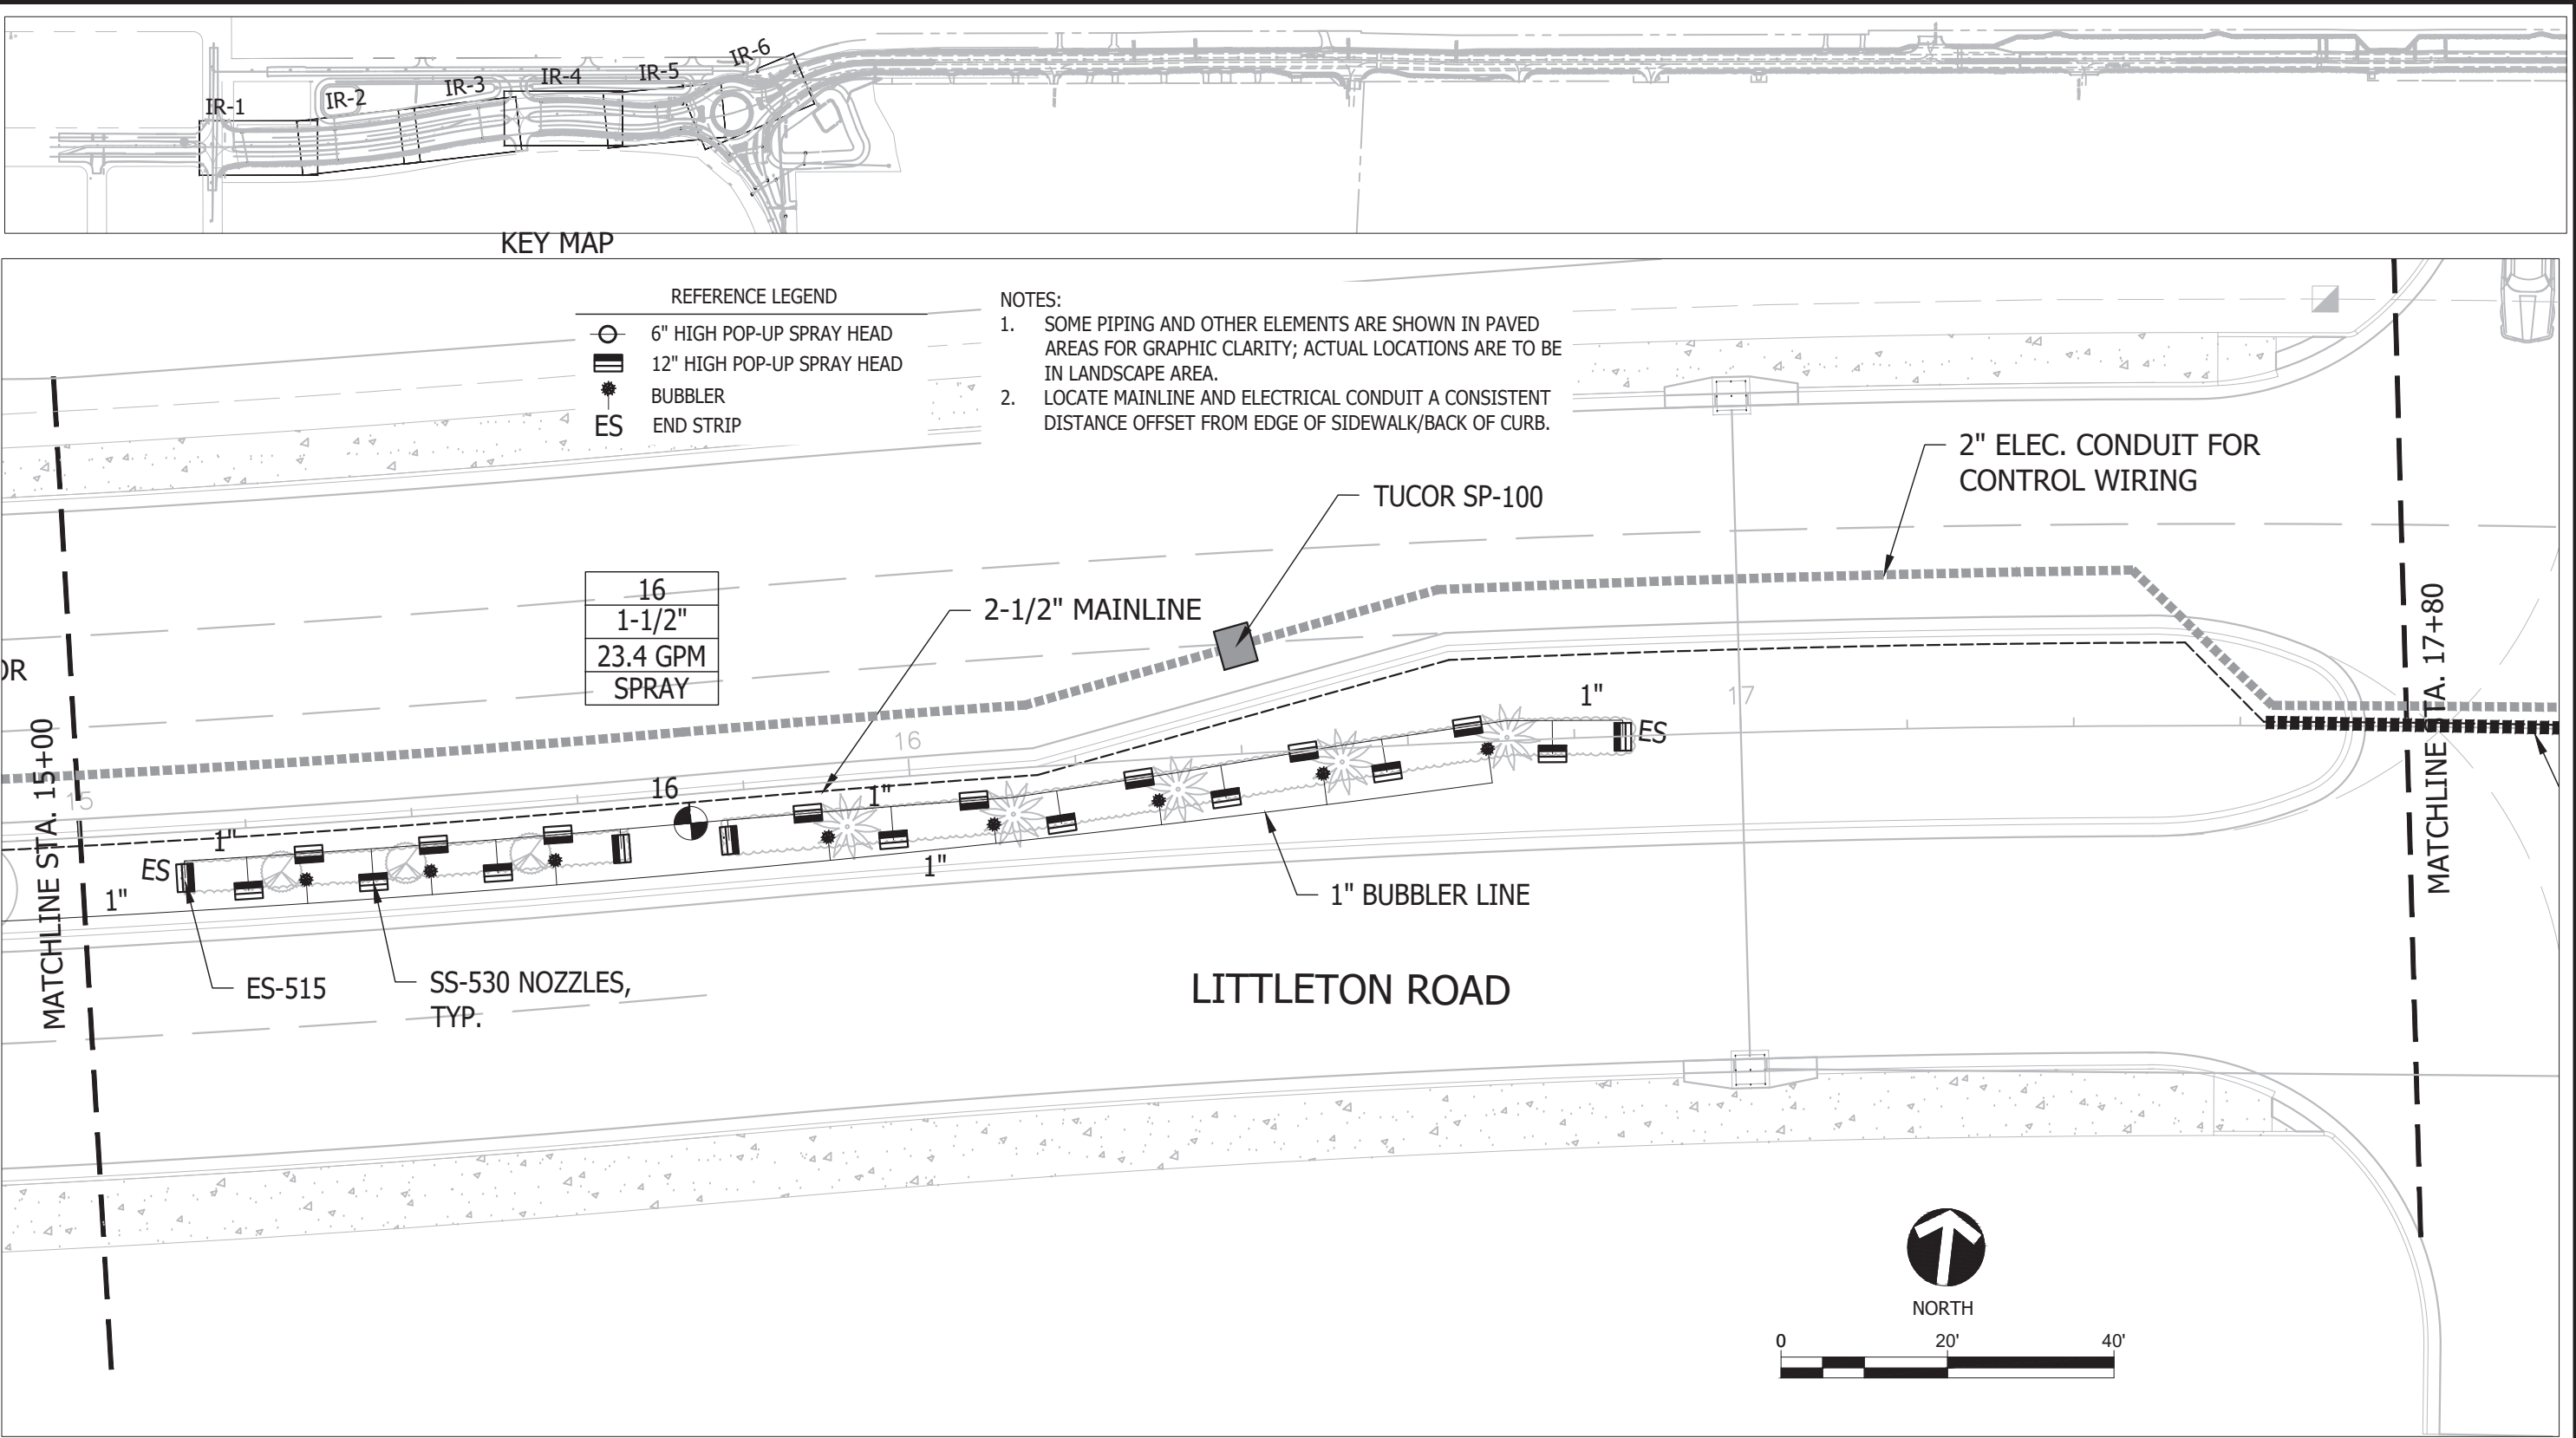 IR-1
IR-2
IR-3
IR-4
IR-5
IR-6
KEY MAP
REFERENCE LEGEND
6" HIGH POP-UP SPRAY HEAD
12" HIGH POP-UP SPRAY HEAD
BUBBLER
ES END STRIP
NOTES:
1. SOME PIPING AND OTHER ELEMENTS ARE SHOWN IN PAVED
AREAS FOR GRAPHIC CLARITY; ACTUAL LOCATIONS ARE TO BE
IN LANDSCAPE AREA.
2. LOCATE MAINLINE AND ELECTRICAL CONDUIT A CONSISTENT
DISTANCE OFFSET FROM EDGE OF SIDEWALK/BACK OF CURB.
2" ELEC. CONDUIT FOR
CONTROL WIRING
TUCOR SP-100
16
1-1/2"
23.4 GPM
SPRAY
2-1/2" MAINLINE
OR
MATCHLINE STA. 15+00
MATCHLINE STA. 17+80
15
16
17
16
1"
1"
1"
1"
1"
ES
ES
1" BUBBLER LINE
ES-515
SS-530 NOZZLES,
TYP.
LITTLETON ROAD
NORTH
0 20' 40'